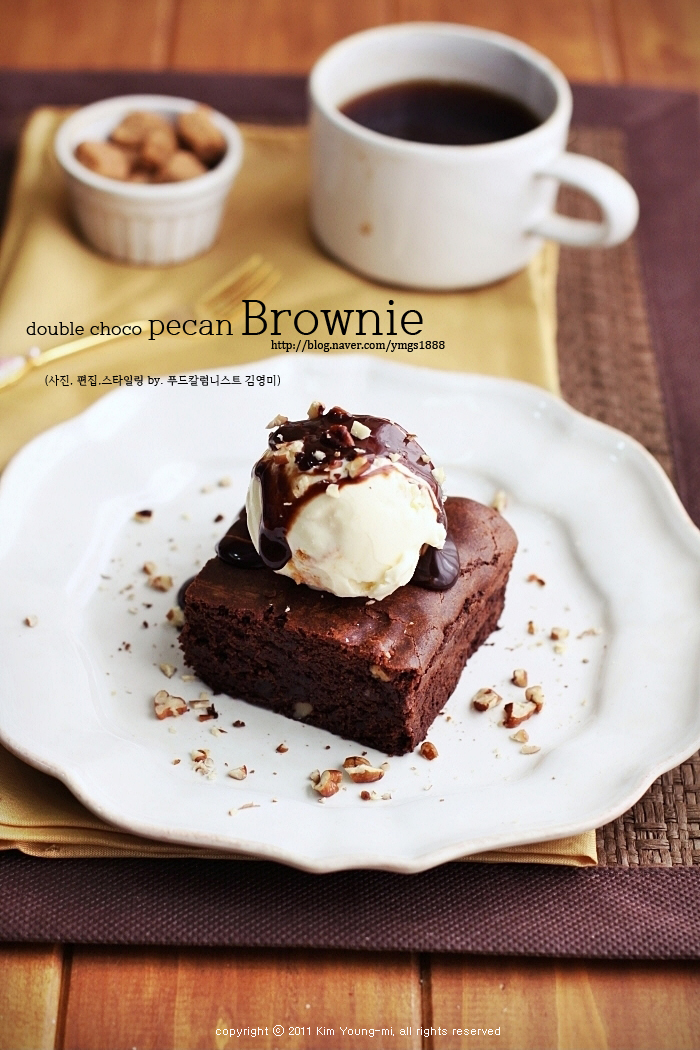 double choco pecan Brownie
http://blog.naver.com/ymgs1888
(사진, 편집,스타일링 by. 푸드칼럼니스트 김영미)
copyright ⓒ 2011 Kim Young-mi, all rights reserved